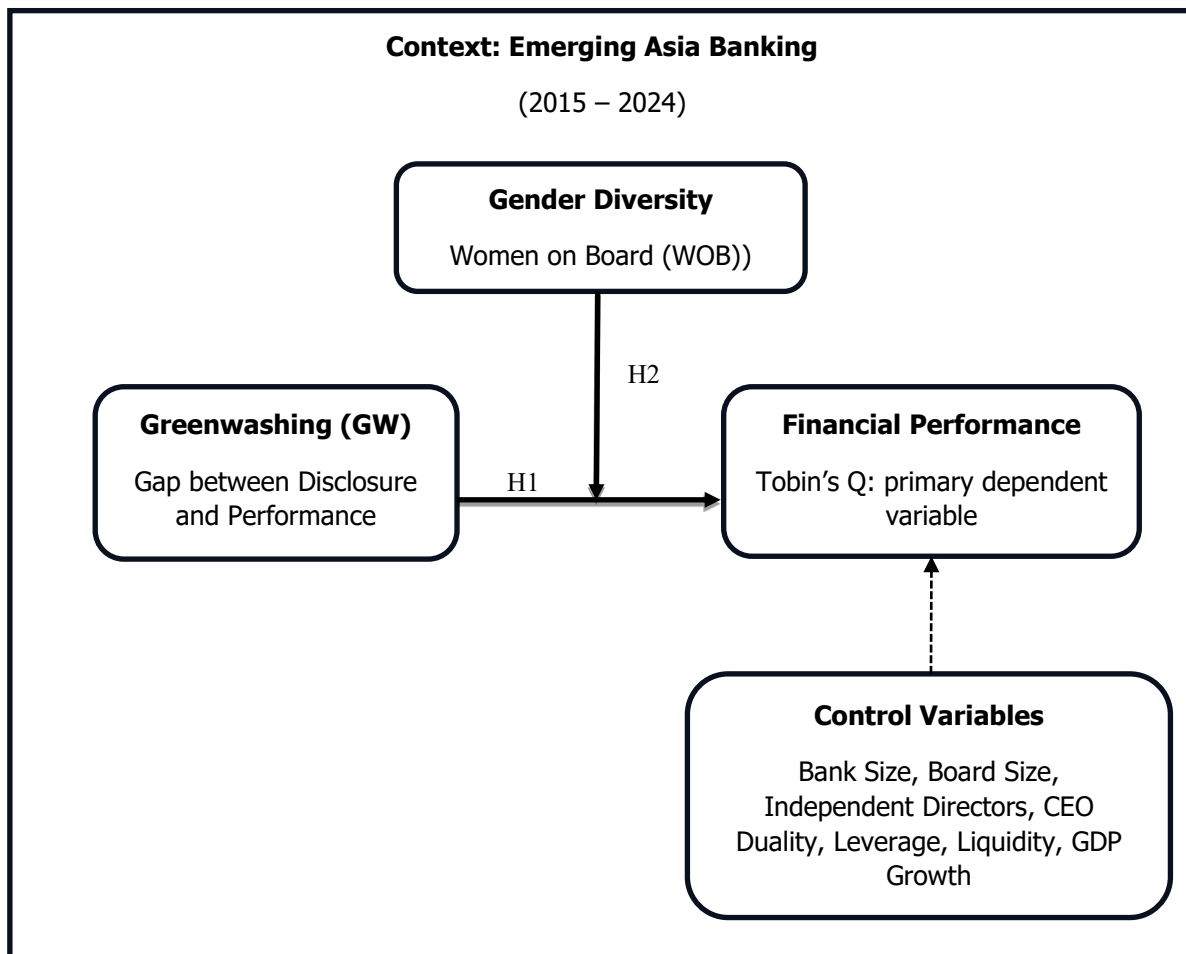 Context: Emerging Asia Banking
(2015 – 2024)
Gender Diversity
Women on Board (WOB))
H2
Greenwashing (GW)
Gap between Disclosure
and Performance
H1
Financial Performance
Tobin's Q: primary dependent
variable
Control Variables
Bank Size, Board Size,
Independent Directors, CEO
Duality, Leverage, Liquidity, GDP
Growth